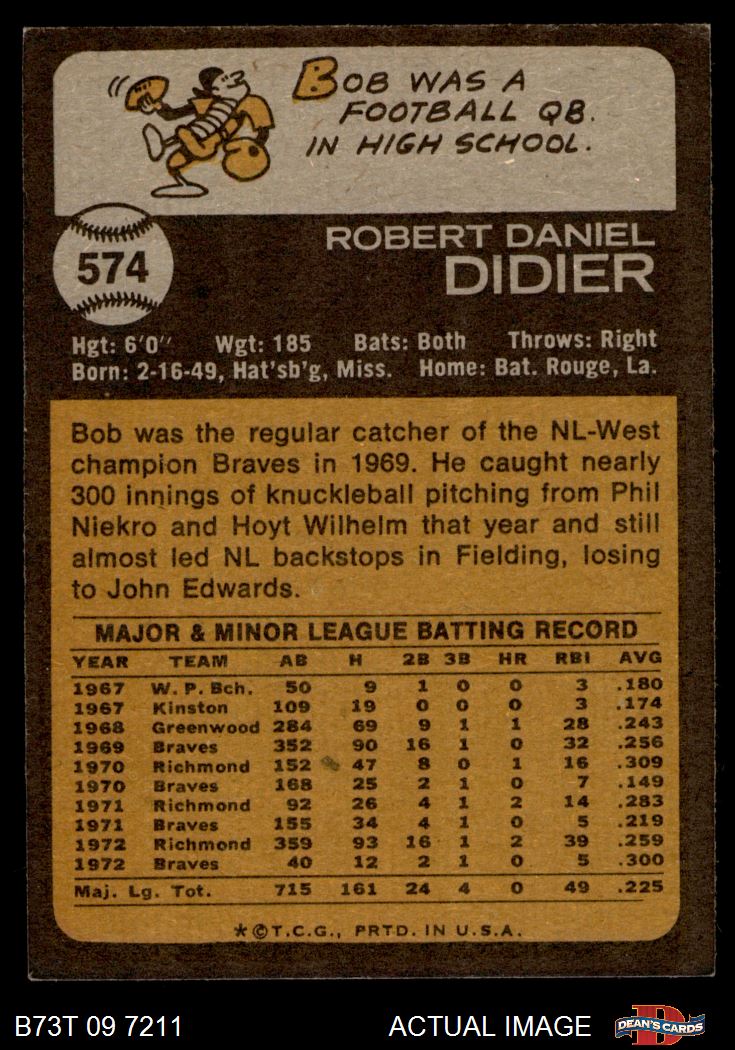 BOB WAS A
FOOTBALL QB.
IN HIGH SCHOOL.
574
ROBERT DANIEL
DIDIER
Hgt: 6'0" Wgt: 185 Bats: Both Throws: Right
Born: 2-16-49, Hat'sb'g, Miss. Home: Bat. Rouge, La.
Bob was the regular catcher of the NL-West
champion Braves in 1969. He caught nearly
300 innings of knuckleball pitching from Phil
Niekro and Hoyt Wilhelm that year and still
almost led NL backstops in Fielding, losing
to John Edwards.
MAJOR & MINOR LEAGUE BATTING RECORD
YEAR TEAM AB H 2B 3B HR RBI AVG
1967 W. P. Bch. 50 9 1 0 0 3 .180
1967 Kinston 109 19 0 0 0 3 .174
1968 Greenwood 284 69 9 1 1 28 .243
1969 Braves 352 90 16 1 0 32 .256
1970 Richmond 152 47 8 0 1 16 .309
1970 Braves 168 25 2 1 0 7 .149
1971 Richmond 92 26 4 1 2 14 .283
1971 Braves 155 34 4 1 0 5 .219
1972 Richmond 359 93 16 1 2 39 .259
1972 Braves 40 12 2 1 0 5 .300
Maj. Lg. Tot. 715 161 24 4 0 49 .225
*©T.C.G., PRTD. IN U.S.A.
B73T 09 7211 ACTUAL IMAGE D DEAN'S CARDS